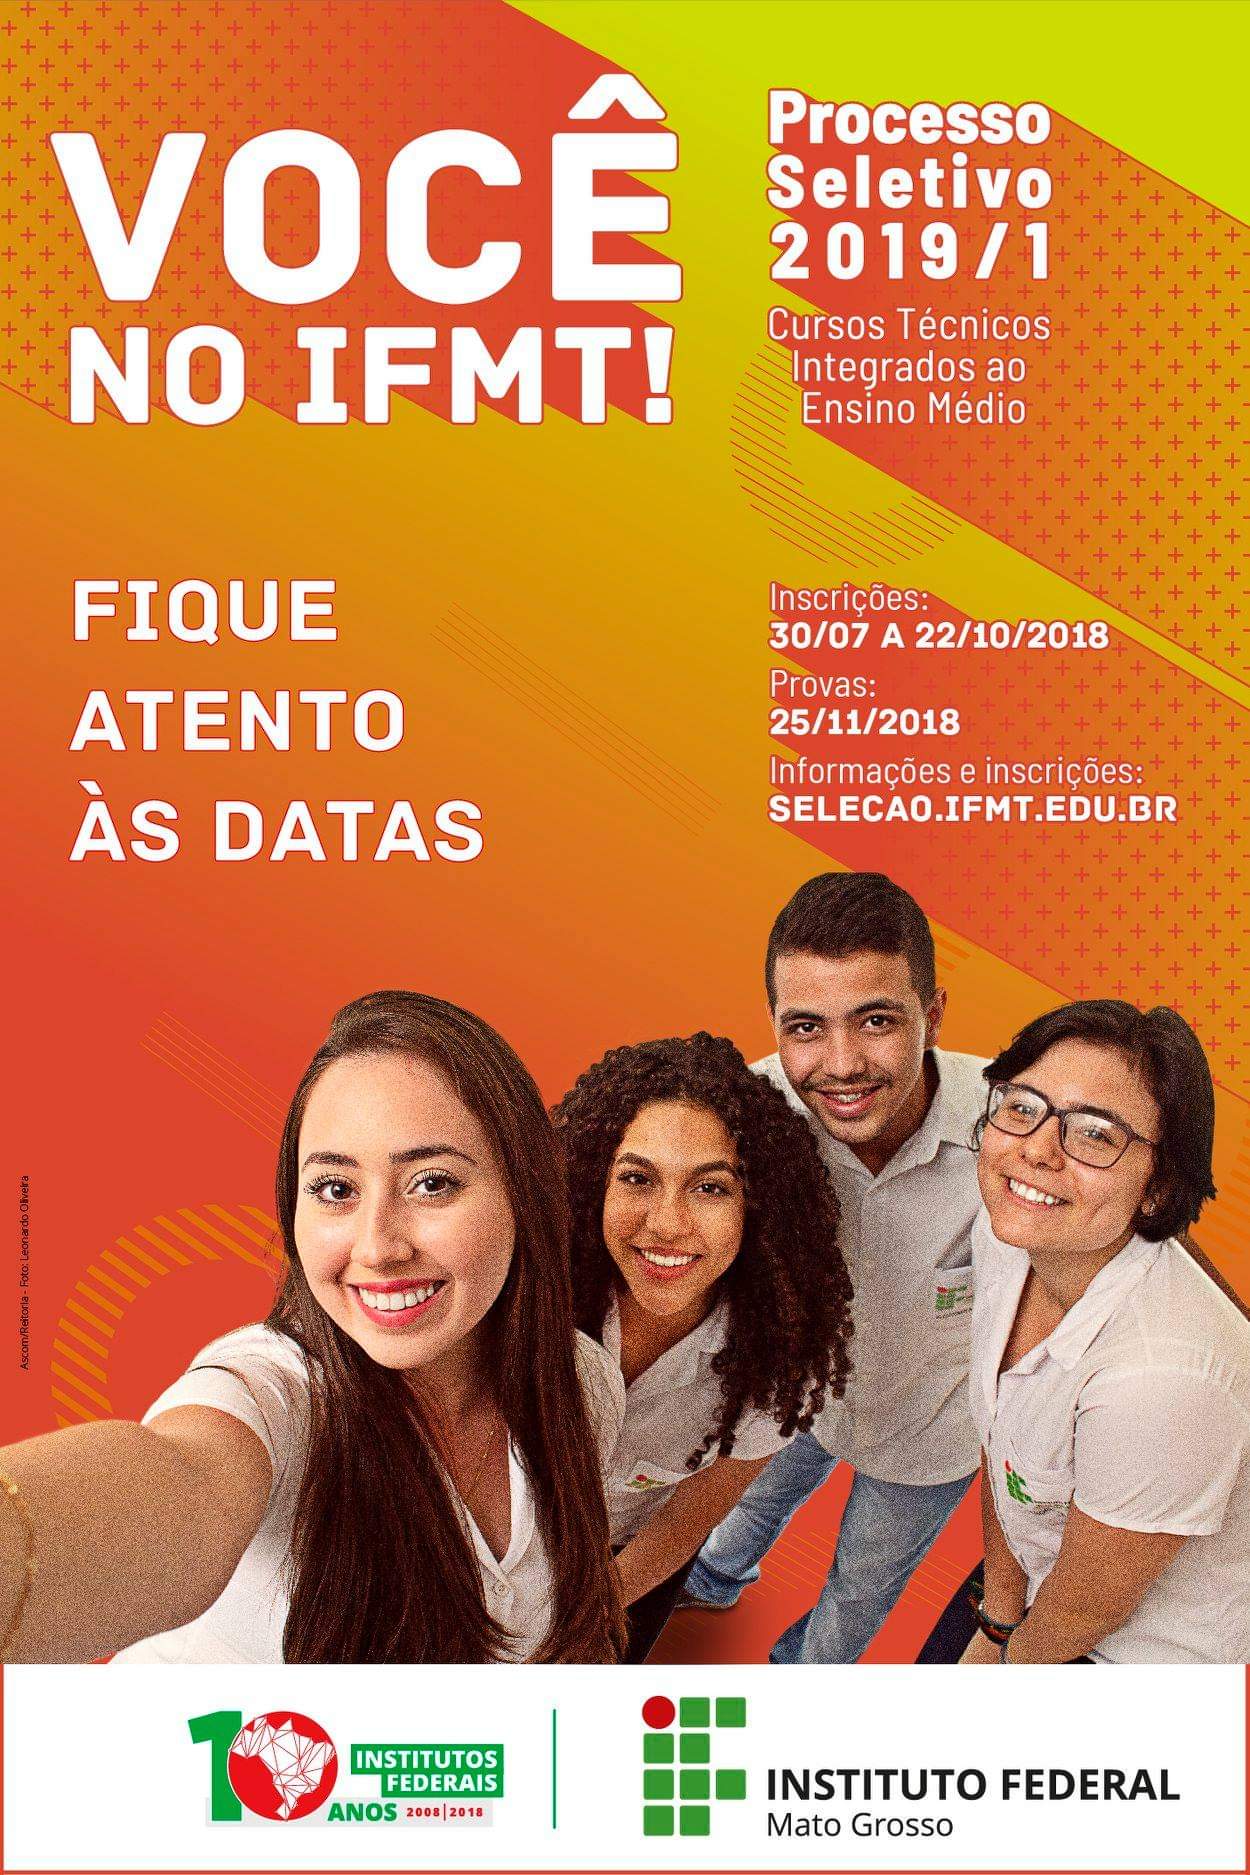 VOCÊ
NO IFMT!
Processo
Seletivo
2019/1
Cursos Técnicos
Integrados ao
Ensino Médio
FIQUE
ATENTO
ÀS DATAS
Inscrições:
30/07 A 22/10/2018
Provas:
25/11/2018
Informações e inscrições:
SELECAO.IFMT.EDU.BR
Ascom/Reitoria - Foto: Leonardo Oliveira
10
INSTITUTOS
FEDERAIS
ANOS 2008|2018
INSTITUTO FEDERAL
Mato Grosso